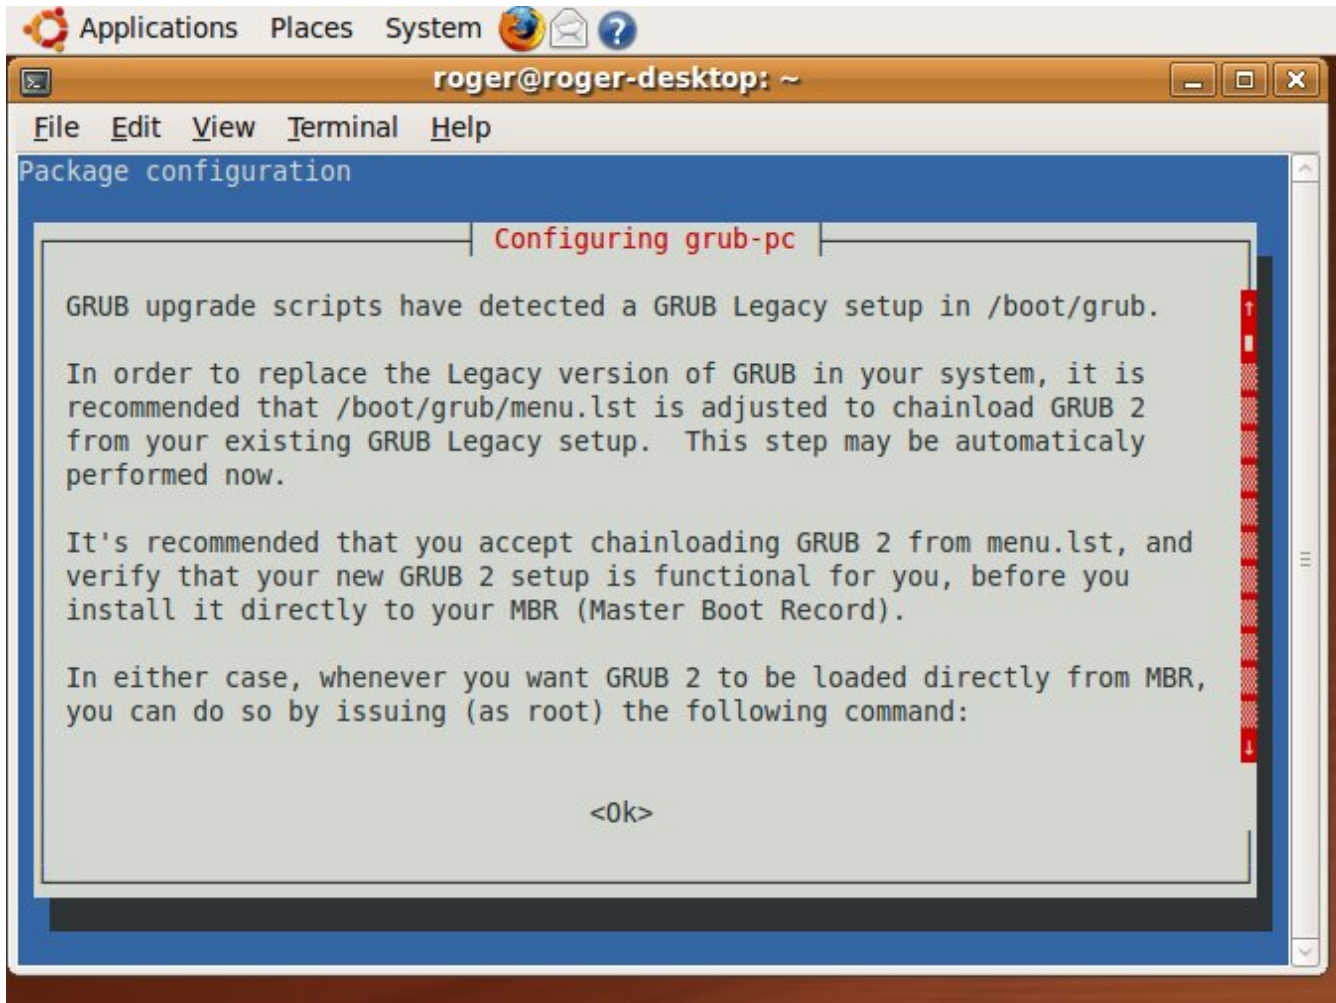 Applications Places System
roger@roger-desktop: ~
File Edit View Terminal Help
Package configuration
Configuring grub-pc
GRUB upgrade scripts have detected a GRUB Legacy setup in /boot/grub.
In order to replace the Legacy version of GRUB in your system, it is
recommended that /boot/grub/menu.lst is adjusted to chainload GRUB 2
from your existing GRUB Legacy setup.  This step may be automaticaly
performed now.
It's recommended that you accept chainloading GRUB 2 from menu.lst, and
verify that your new GRUB 2 setup is functional for you, before you
install it directly to your MBR (Master Boot Record).
In either case, whenever you want GRUB 2 to be loaded directly from MBR,
you can do so by issuing (as root) the following command:
<Ok>